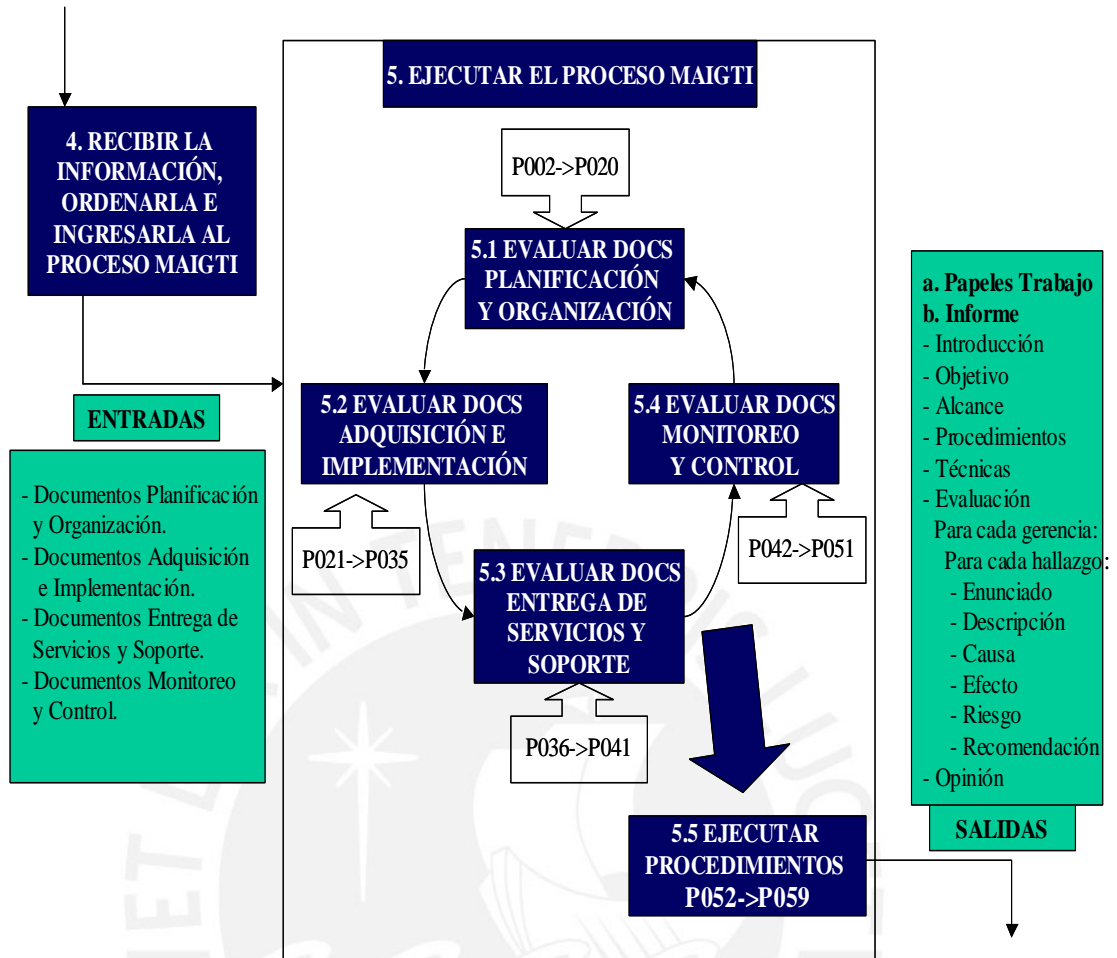 5. EJECUTAR EL PROCESO MAIGTI
4. RECIBIR LA
INFORMACIÓN,
ORDENARLA E
INGRESARLA AL
PROCESO MAIGTI
P002->P020
5.1 EVALUAR DOCS
PLANIFICACIÓN
Y ORGANIZACIÓN
5.2 EVALUAR DOCS
ADQUISICIÓN E
IMPLEMENTACIÓN
P021->P035
5.3 EVALUAR DOCS
ENTREGA DE
SERVICIOS Y
SOPORTE
P036->P041
5.4 EVALUAR DOCS
MONITOREO
Y CONTROL
P042->P051
5.5 EJECUTAR
PROCEDIMIENTOS
P052->P059
ENTRADAS
- Documentos Planificación
y Organización.
- Documentos Adquisición
e Implementación.
- Documentos Entrega de
Servicios y Soporte.
- Documentos Monitoreo
y Control.
a. Papeles Trabajo
b. Informe
- Introducción
- Objetivo
- Alcance
- Procedimientos
- Técnicas
- Evaluación
Para cada gerencia:
Para cada hallazgo:
- Enunciado
- Descripción
- Causa
- Efecto
- Riesgo
- Recomendación
- Opinión
SALIDAS